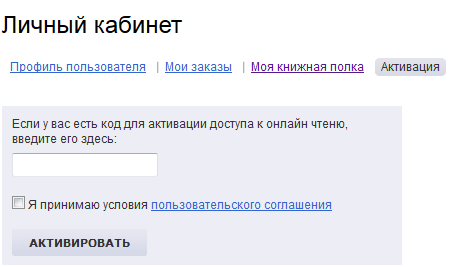 Личный кабинет
Профиль пользователя | Мои заказы | Моя книжная полка Активация
Если у вас есть код для активации доступа к онлайн чтеню,
введите его здесь:
Я принимаю условия пользовательского соглашения
АКТИВИРОВАТЬ